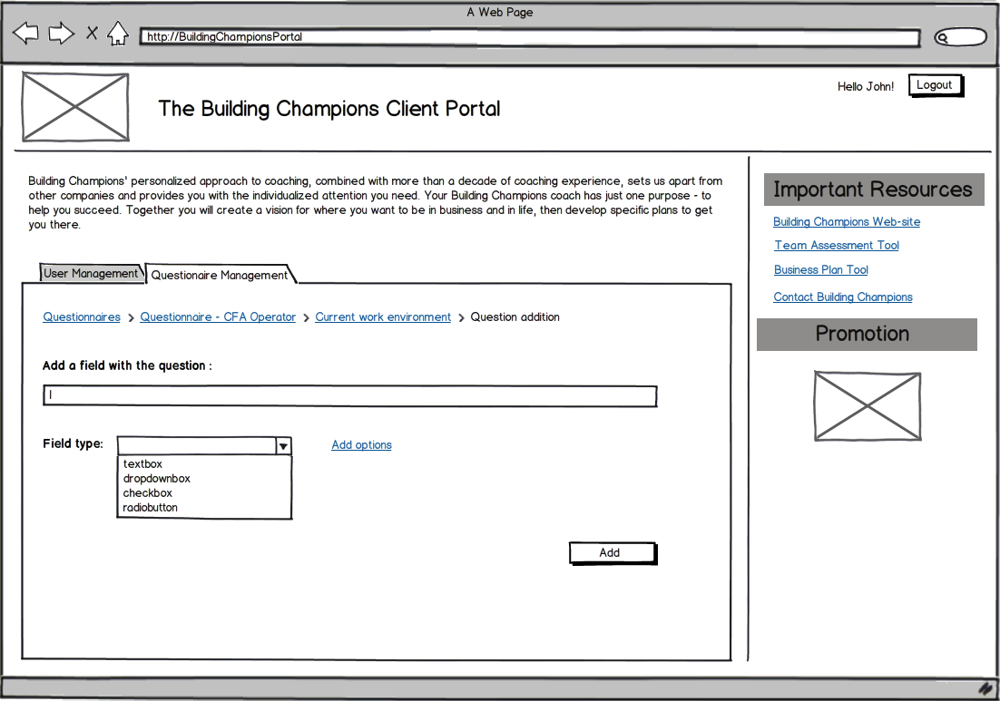 A Web Page
http://BuildingChampionsPortal
Hello John!
Logout
The Building Champions Client Portal
Building Champions' personalized approach to coaching, combined with more than a decade of coaching experience, sets us apart from
other companies and provides you with the individualized attention you need. Your Building Champions coach has just one purpose - to
help you succeed. Together you will create a vision for where you want to be in business and in life, then develop specific plans to get
you there.
User Management
Questionaire Management
Questionnaires > Questionnaire - CFA Operator > Current work environment > Question addition
Add a field with the question :
Field type:
Add options
textbox
dropdownbox
checkbox
radiobutton
Add
Important Resources
Building Champions Web-site
Team Assessment Tool
Business Plan Tool
Contact Building Champions
Promotion